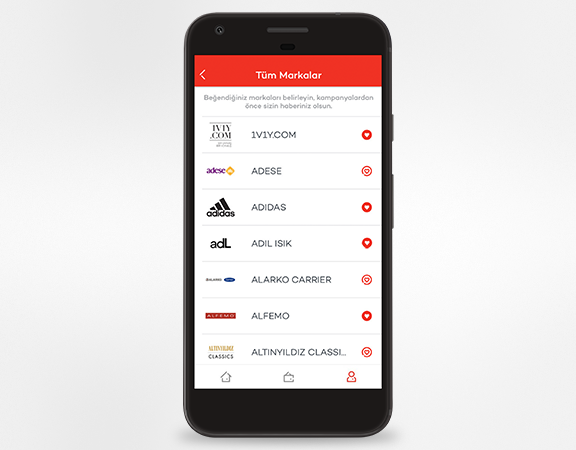 Tüm Markalar
Beğendiğiniz markaları belirleyin, kampanyalardan
önce sizin haberiniz olsun.
1V1Y
.COM
1V1Y.COM
adese
ADESE
adidas
ADIDAS
adL
ADIL ISIK
ALARKO
ALARKO CARRIER
ALFEMO
ALFEMO
ALTINYILDIZ
CLASSICS
ALTINYILDIZ CLASSI...